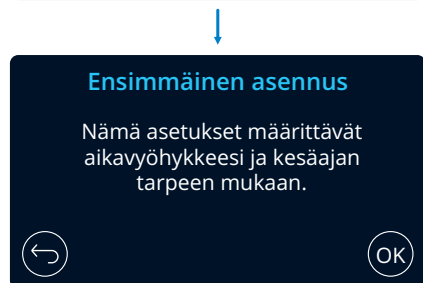 Ensimmäinen asennus
Nämä asetukset määrittävät
aikavyöhykkeesi ja kesäajan
tarpeen mukaan.
OK